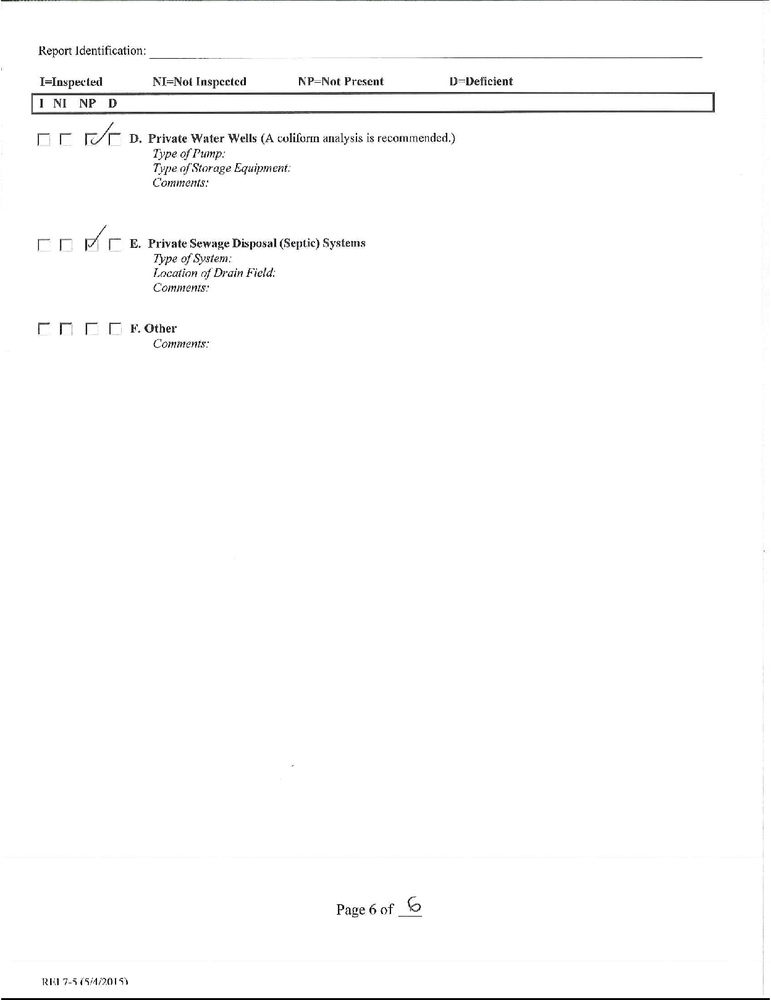 Report Identification:
I=Inspected NI=Not Inspected NP=Not Present D=Deficient
I NI NP D
D. Private Water Wells (A coliform analysis is recommended.)
Type of Pump:
Type of Storage Equipment:
Comments:
E. Private Sewage Disposal (Septic) Systems
Type of System:
Location of Drain Field:
Comments:
F. Other
Comments:
Page 6 of 6
REI 7-5 (5/4/2015)